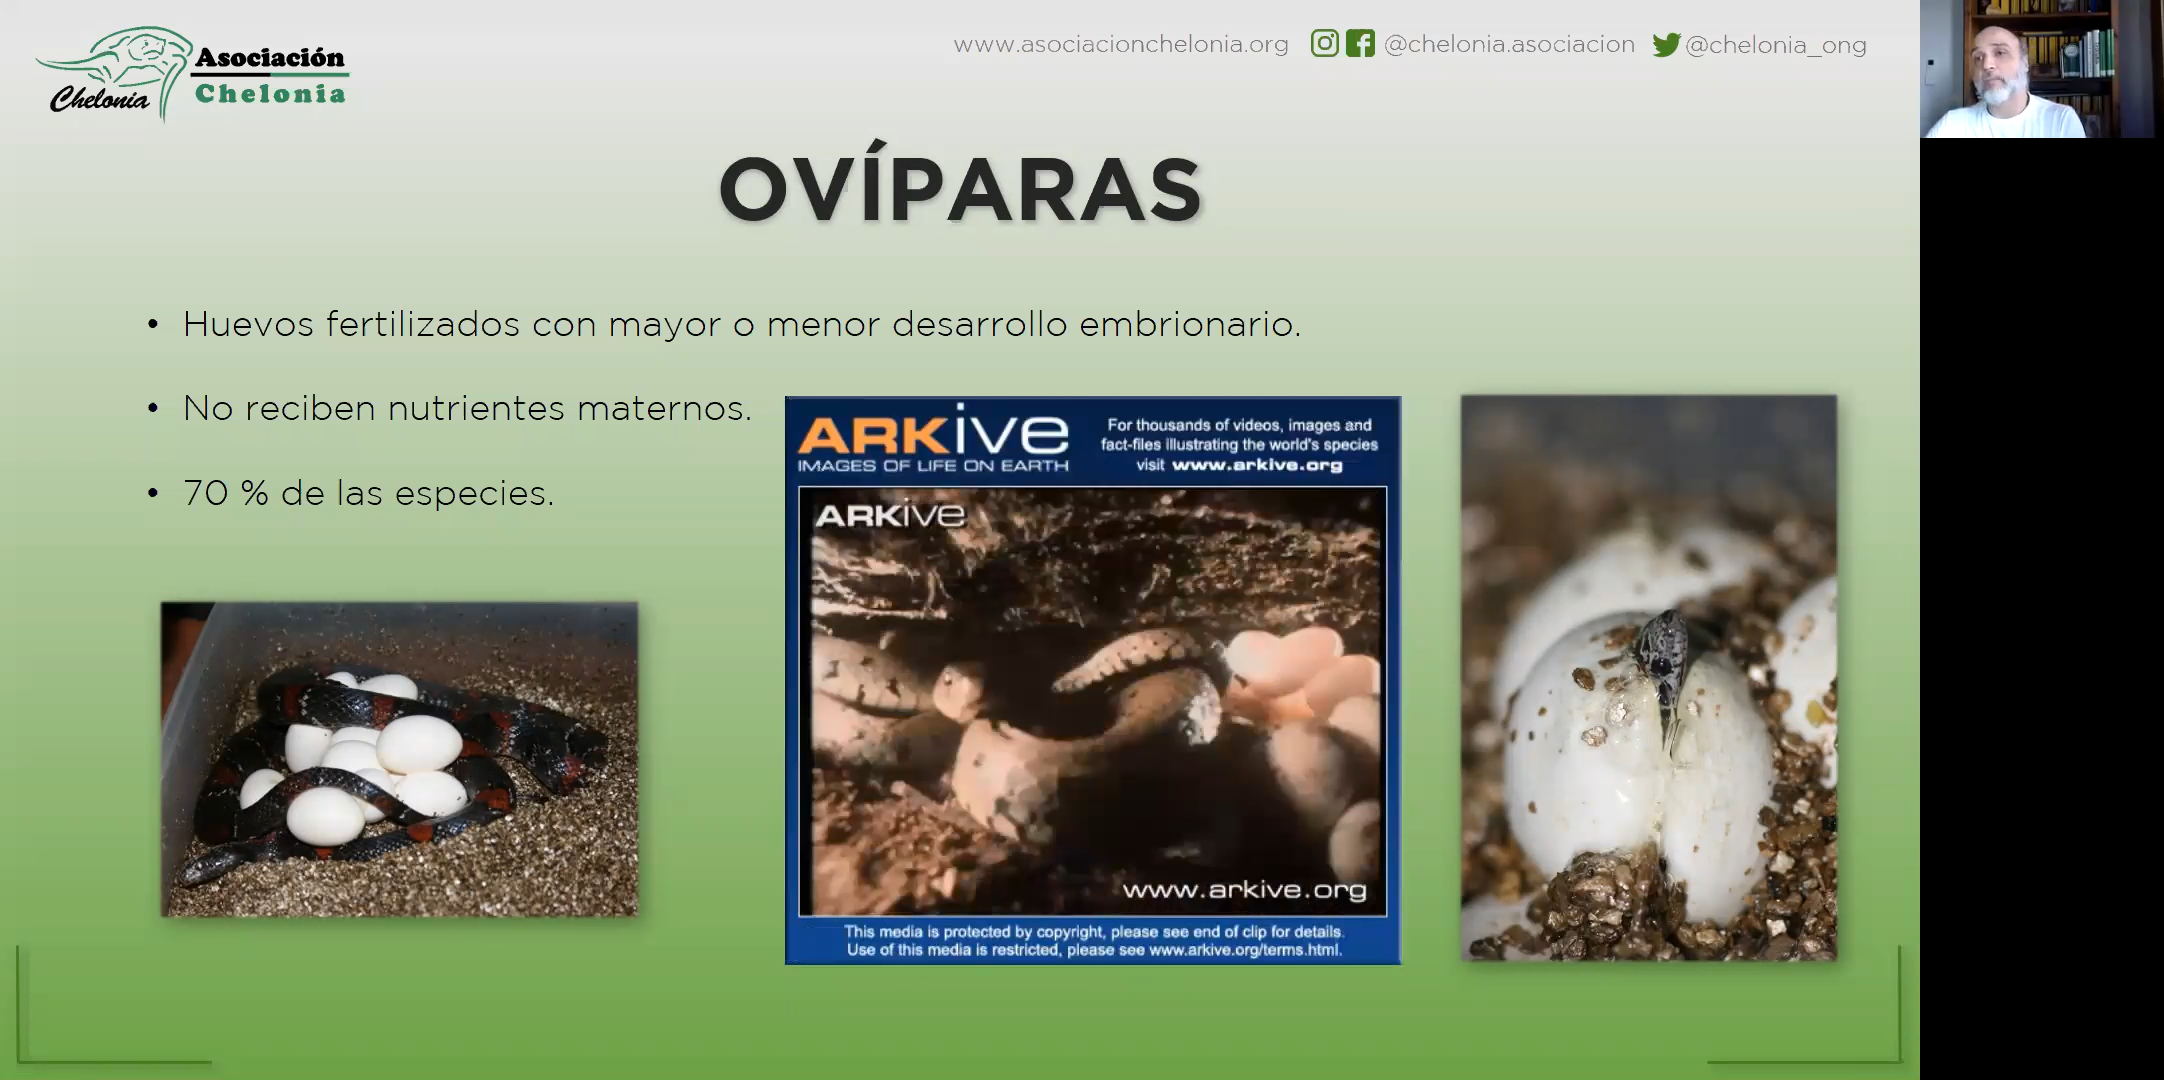 Asociación
Chelonia
Chelonia
www.asociacionchelonia.org @chelonia.asociacion @chelonia_ong
OVÍPARAS
• Huevos fertilizados con mayor o menor desarrollo embrionario.
• No reciben nutrientes maternos.
• 70 % de las especies.
ARKive
IMAGES OF LIFE ON EARTH
For thousands of videos, images and
fact-files illustrating the world's species
visit www.arkive.org
ARKive
www.arkive.org
This media is protected by copyright, please see end of clip for details.
Use of this media is restricted, please see www.arkive.org/terms.html.